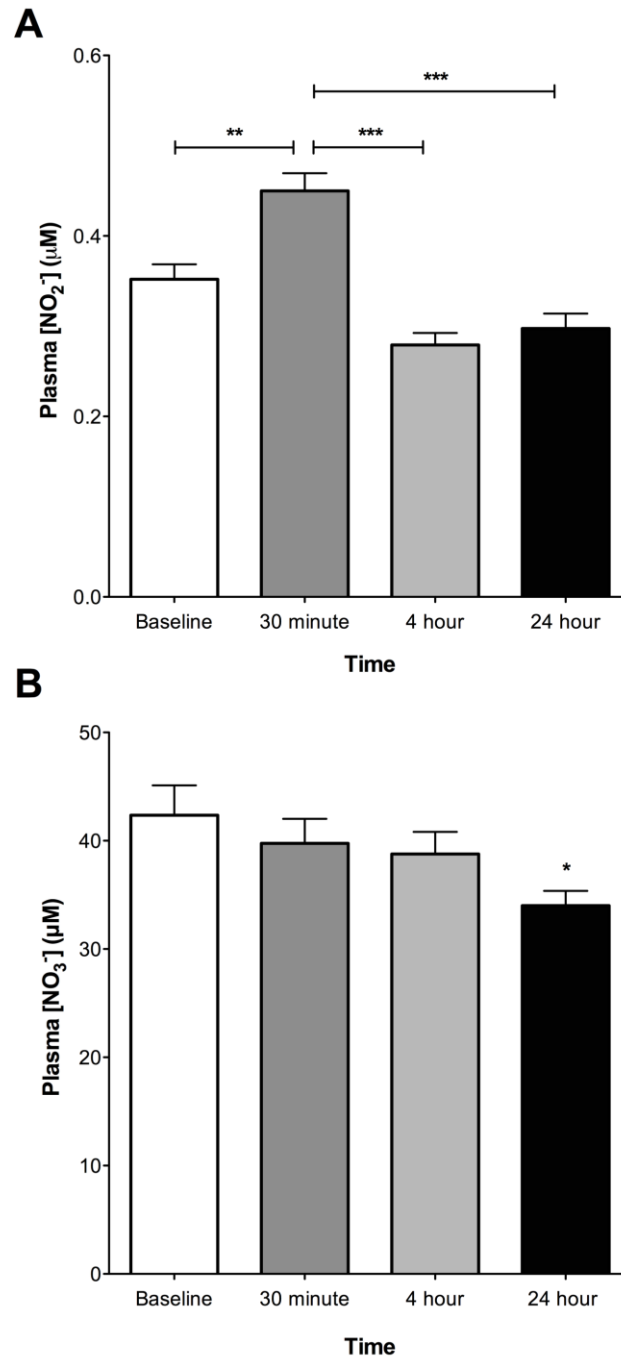 A
0.6
***
**
***
0.4
Plasma [NO₂⁻] (μM)
0.2
0.0
Baseline 30 minute 4 hour 24 hour
Time
B
50
40
*
30
Plasma [NO₃⁻] (µM)
20
10
0
Baseline 30 minute 4 hour 24 hour
Time